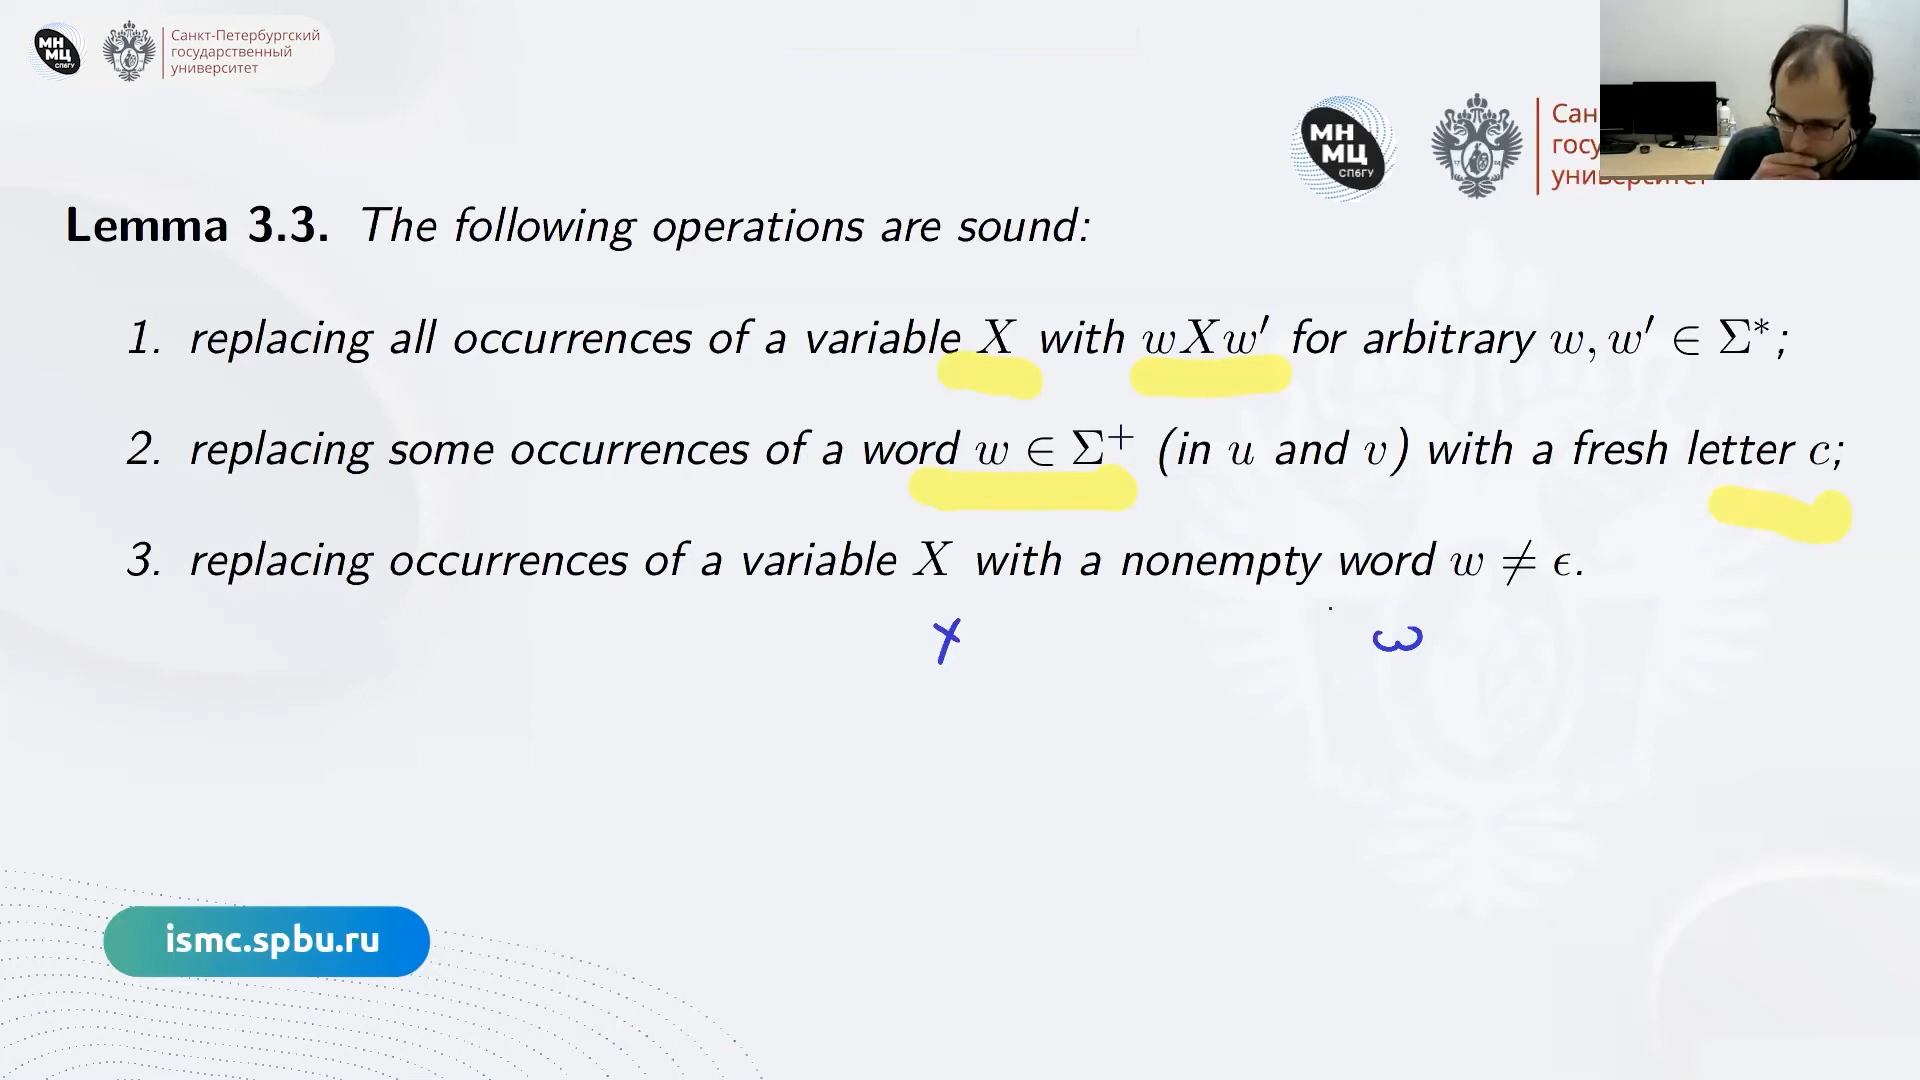 МН
МЦ
СПбГУ
Санкт-Петербургский
государственный
университет
МН
МЦ
СПбГУ
Сан
госу
университет
Lemma 3.3. The following operations are sound:
1. replacing all occurrences of a variable X with wXw′ for arbitrary w, w′ ∈ Σ*;
2. replacing some occurrences of a word w ∈ Σ⁺ (in u and v) with a fresh letter c;
3. replacing occurrences of a variable X with a nonempty word w ≠ ϵ.
X ω
ismc.spbu.ru